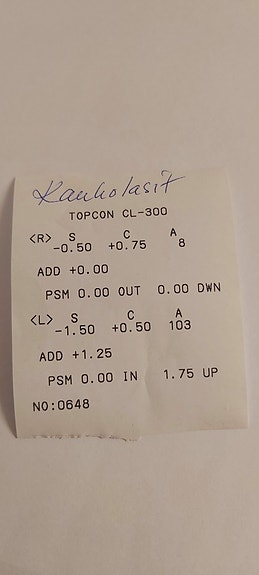 Kaukolasit
TOPCON CL-300
<R> S C A
-0.50 +0.75 8
ADD +0.00
PSM 0.00 OUT 0.00 DWN
<L> S C A
-1.50 +0.50 103
ADD +1.25
PSM 0.00 IN 1.75 UP
NO:0648